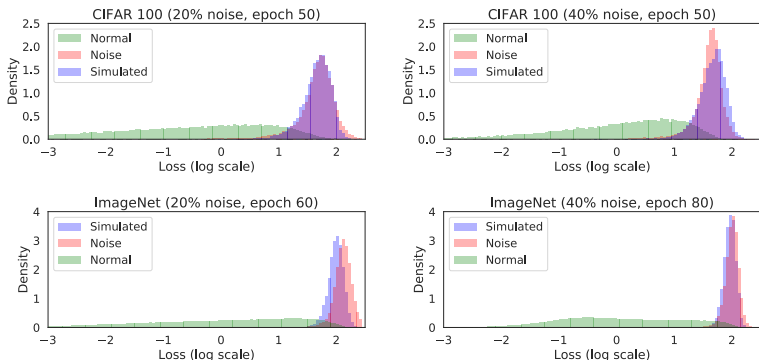 CIFAR 100 (20% noise, epoch 50)
2.5
2.0
1.5
1.0
0.5
0.0
Density
Normal
Noise
Simulated
−3 −2 −1 0 1 2
Loss (log scale)
CIFAR 100 (40% noise, epoch 50)
2.5
2.0
1.5
1.0
0.5
0.0
Density
Normal
Noise
Simulated
−3 −2 −1 0 1 2
Loss (log scale)
ImageNet (20% noise, epoch 60)
4
3
2
1
0
Density
Simulated
Noise
Normal
−3 −2 −1 0 1 2
Loss (log scale)
ImageNet (40% noise, epoch 80)
4
3
2
1
0
Density
Simulated
Noise
Normal
−3 −2 −1 0 1 2
Loss (log scale)